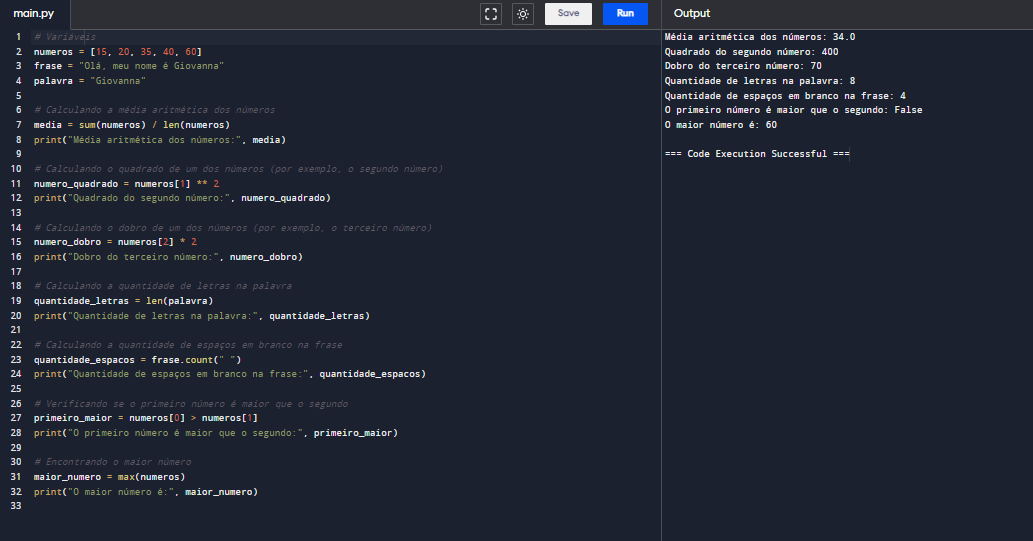 main.py
Save
Run
Output
1 # Variáveis
2 numeros = [15, 20, 35, 40, 60]
3 frase = "Olá, meu nome é Giovanna"
4 palavra = "Giovanna"
5
6 # Calculando a média aritmética dos números
7 media = sum(numeros) / len(numeros)
8 print("Média aritmética dos números:", media)
9
10 # Calculando o quadrado de um dos números (por exemplo, o segundo número)
11 numero_quadrado = numeros[1] ** 2
12 print("Quadrado do segundo número:", numero_quadrado)
13
14 # Calculando o dobro de um dos números (por exemplo, o terceiro número)
15 numero_dobro = numeros[2] * 2
16 print("Dobro do terceiro número:", numero_dobro)
17
18 # Calculando a quantidade de letras na palavra
19 quantidade_letras = len(palavra)
20 print("Quantidade de letras na palavra:", quantidade_letras)
21
22 # Calculando a quantidade de espaços em branco na frase
23 quantidade_espacos = frase.count(" ")
24 print("Quantidade de espaços em branco na frase:", quantidade_espacos)
25
26 # Verificando se o primeiro número é maior que o segundo
27 primeiro_maior = numeros[0] > numeros[1]
28 print("O primeiro número é maior que o segundo:", primeiro_maior)
29
30 # Encontrando o maior número
31 maior_numero = max(numeros)
32 print("O maior número é:", maior_numero)
33
Média aritmética dos números: 34.0
Quadrado do segundo número: 400
Dobro do terceiro número: 70
Quantidade de letras na palavra: 8
Quantidade de espaços em branco na frase: 4
O primeiro número é maior que o segundo: False
O maior número é: 60
=== Code Execution Successful ===